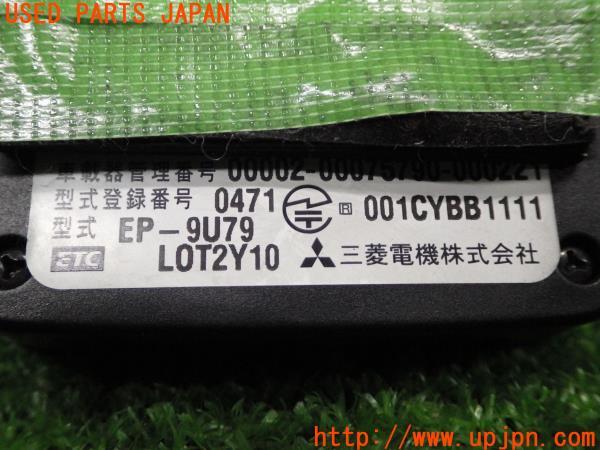 USED PARTS JAPAN
車載器管理番号 00002-00075790-000221
型式登録番号 0471 R 001CYBB1111
型式 EP-9U79
ETC LOT2Y10 三菱電機株式会社
http://www.upjpn.com/